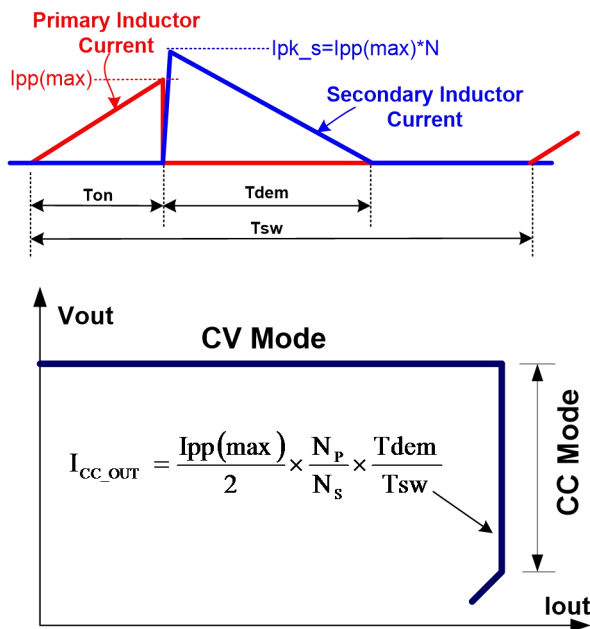 Primary Inductor
Current
Ipk_s=Ipp(max)*N
Ipp(max)
Secondary Inductor
Current
Ton
Tdem
Tsw
Vout
CV Mode
I_CC_OUT = Ipp(max)/2 × N_P/N_S × Tdem/Tsw
CC Mode
Iout